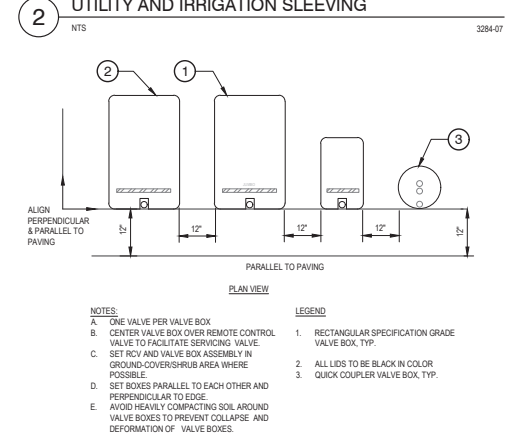 2
UTILITY AND IRRIGATION SLEEVING
NTS
3284-07
2
1
3
ALIGN
PERPENDICULAR
& PARALLEL TO
PAVING
12"
12"
12"
12"
12"
PARALLEL TO PAVING
PLAN VIEW
NOTES:
A. ONE VALVE PER VALVE BOX
B. CENTER VALVE BOX OVER REMOTE CONTROL
VALVE TO FACILITATE SERVICING VALVE.
C. SET RCV AND VALVE BOX ASSEMBLY IN
GROUND-COVER/SHRUB AREA WHERE
POSSIBLE.
D. SET BOXES PARALLEL TO EACH OTHER AND
PERPENDICULAR TO EDGE.
E. AVOID HEAVILY COMPACTING SOIL AROUND
VALVE BOXES TO PREVENT COLLAPSE AND
DEFORMATION OF VALVE BOXES.
LEGEND
1. RECTANGULAR SPECIFICATION GRADE
VALVE BOX, TYP.
2. ALL LIDS TO BE BLACK IN COLOR
3. QUICK COUPLER VALVE BOX, TYP.